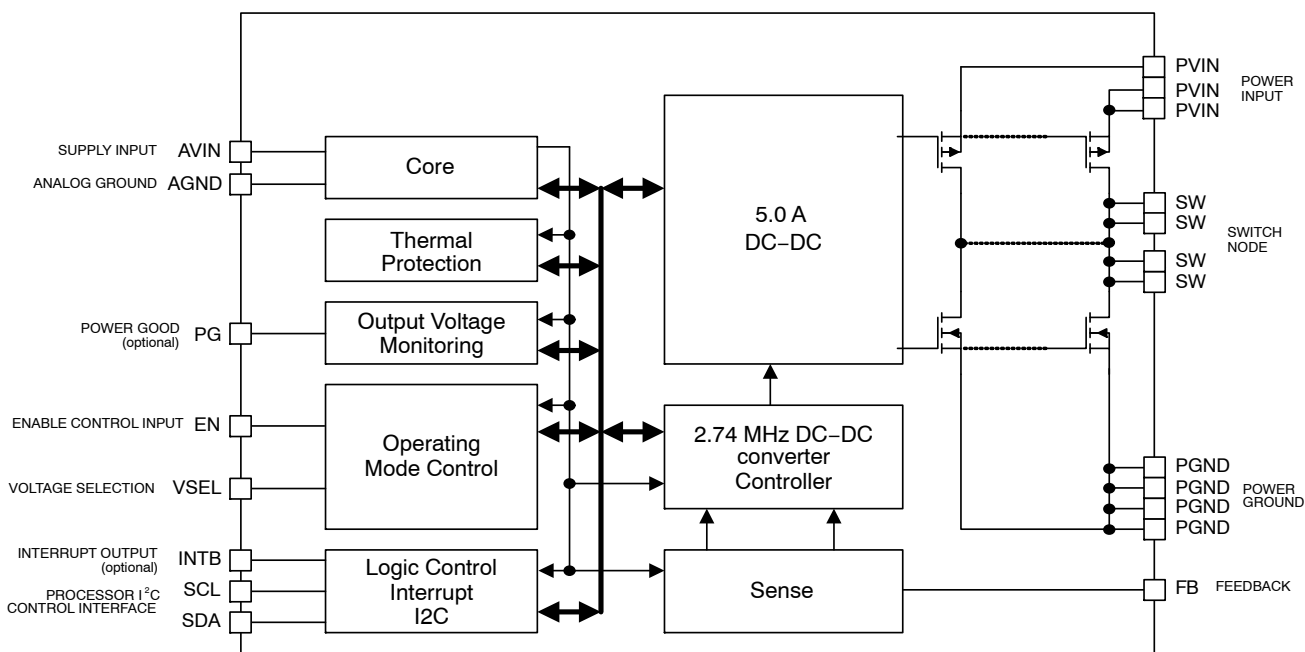 SUPPLY INPUT AVIN
ANALOG GROUND AGND
POWER GOOD
(optional)
PG
ENABLE CONTROL INPUT EN
VOLTAGE SELECTION VSEL
INTERRUPT OUTPUT
(optional)
INTB
PROCESSOR I²C
CONTROL INTERFACE
SCL
SDA
Core
Thermal
Protection
Output Voltage
Monitoring
Operating
Mode Control
Logic Control
Interrupt
I2C
5.0 A
DC−DC
2.74 MHz DC−DC
converter
Controller
Sense
PVIN
PVIN
PVIN
POWER
INPUT
SW
SW
SW
SW
SWITCH
NODE
PGND
PGND
PGND
PGND
POWER
GROUND
FB FEEDBACK